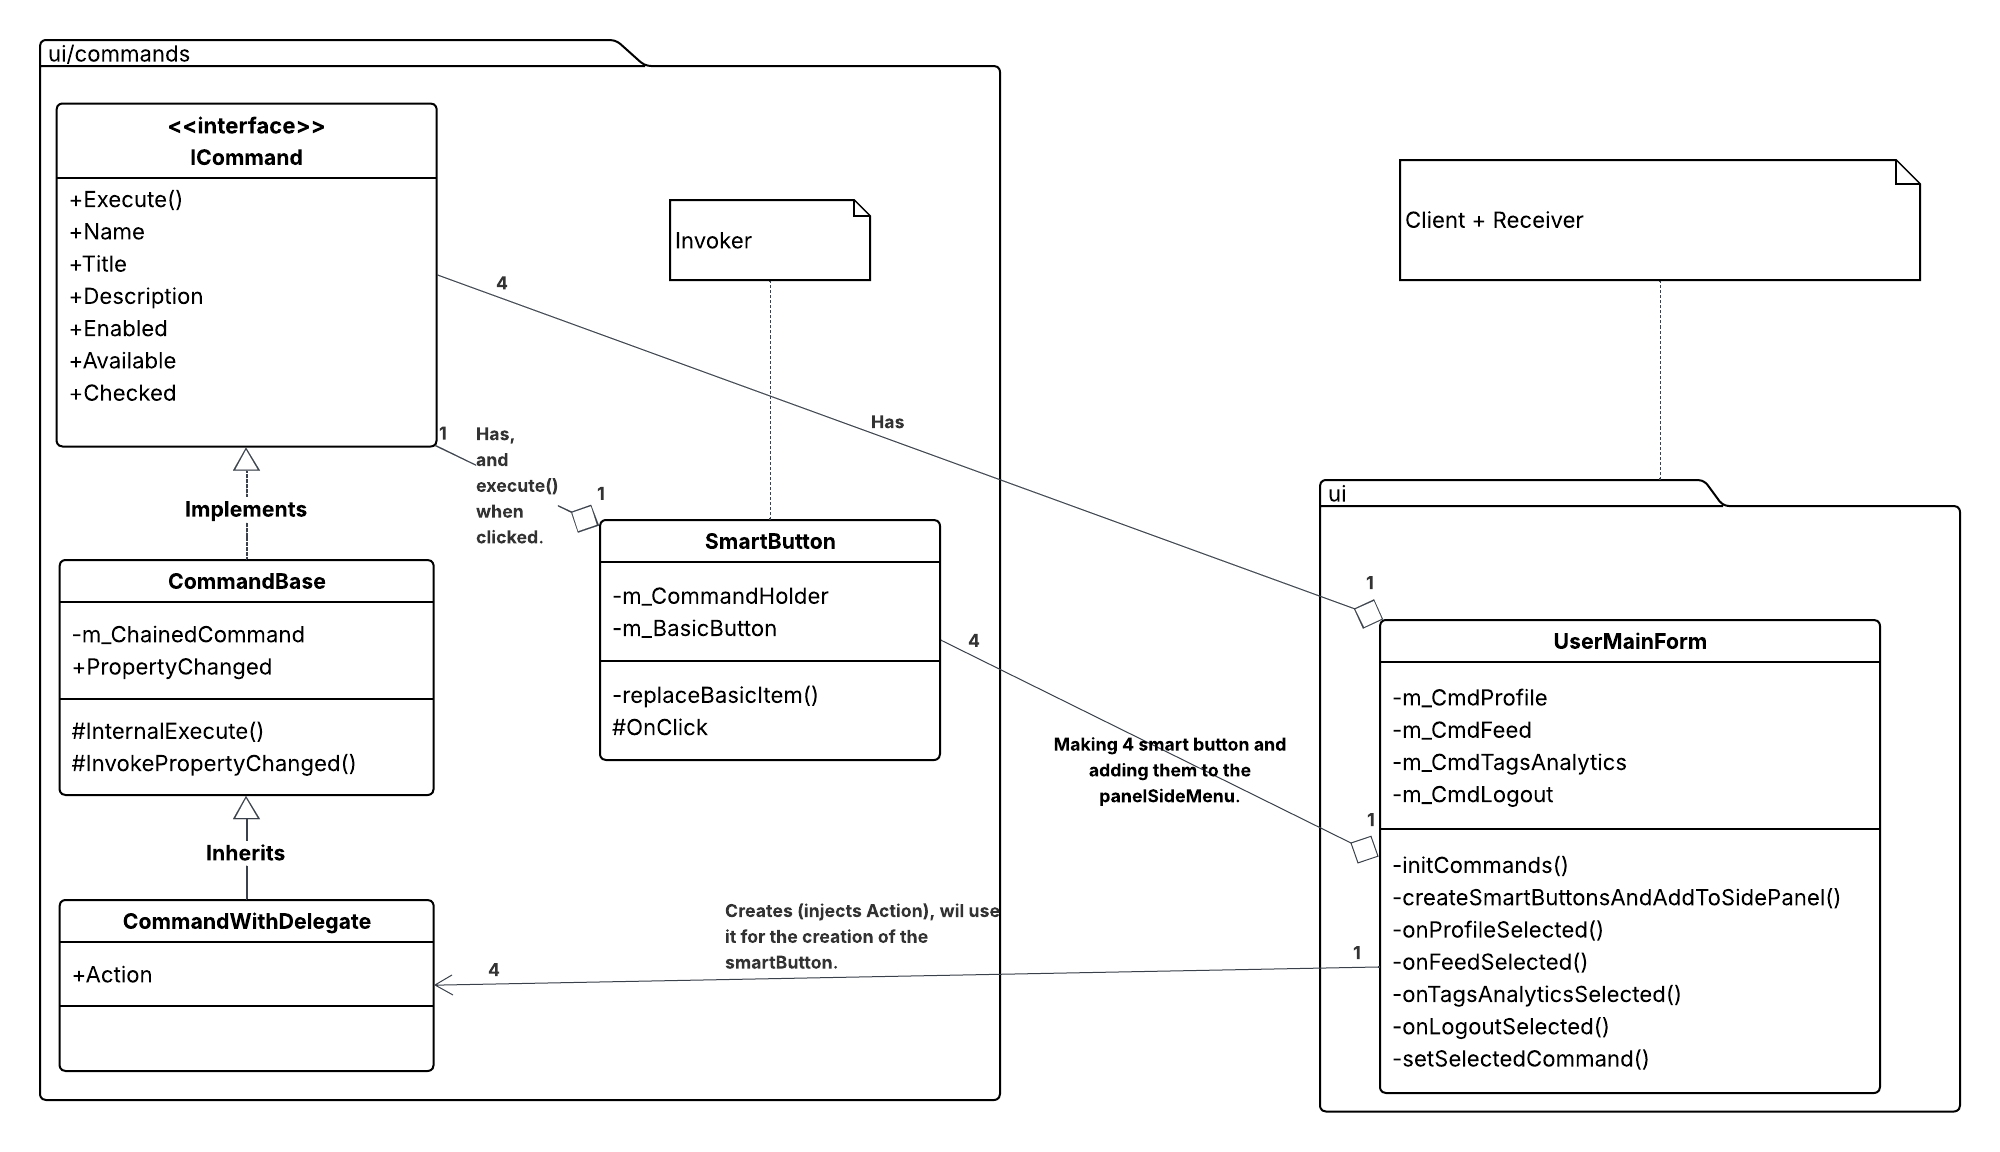 ui/commands
<<interface>>
ICommand
+Execute()
+Name
+Title
+Description
+Enabled
+Available
+Checked
Invoker
Client + Receiver
4
Has
1
1
Has,
and
execute()
when
clicked.
1
Implements
CommandBase
-m_ChainedCommand
+PropertyChanged
#InternalExecute()
#InvokePropertyChanged()
Inherits
CommandWithDelegate
+Action
SmartButton
-m_CommandHolder
-m_BasicButton
-replaceBasicItem()
#OnClick
4
Making 4 smart button and
adding them to the
panelSideMenu.
1
Creates (injects Action), wil use
it for the creation of the
smartButton.
4
1
ui
UserMainForm
-m_CmdProfile
-m_CmdFeed
-m_CmdTagsAnalytics
-m_CmdLogout
-initCommands()
-createSmartButtonsAndAddToSidePanel()
-onProfileSelected()
-onFeedSelected()
-onTagsAnalyticsSelected()
-onLogoutSelected()
-setSelectedCommand()